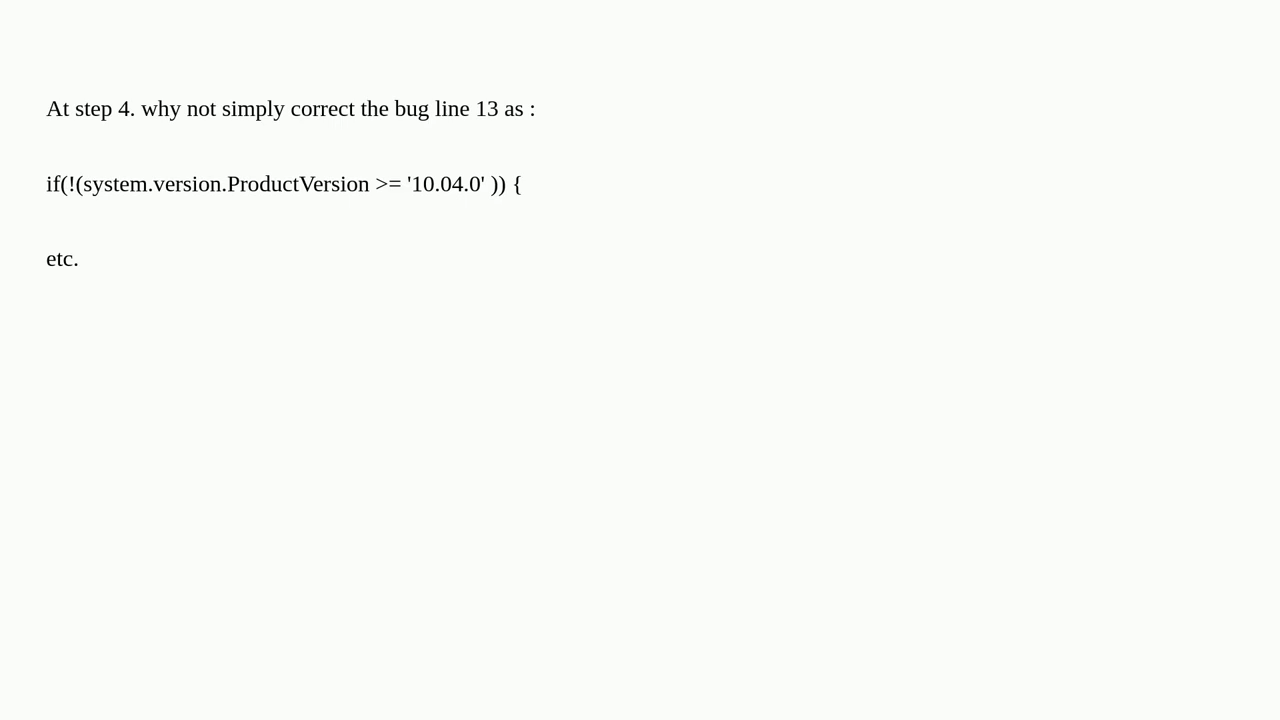 At step 4. why not simply correct the bug line 13 as :
if(!(system.version.ProductVersion >= '10.04.0' )) {
etc.